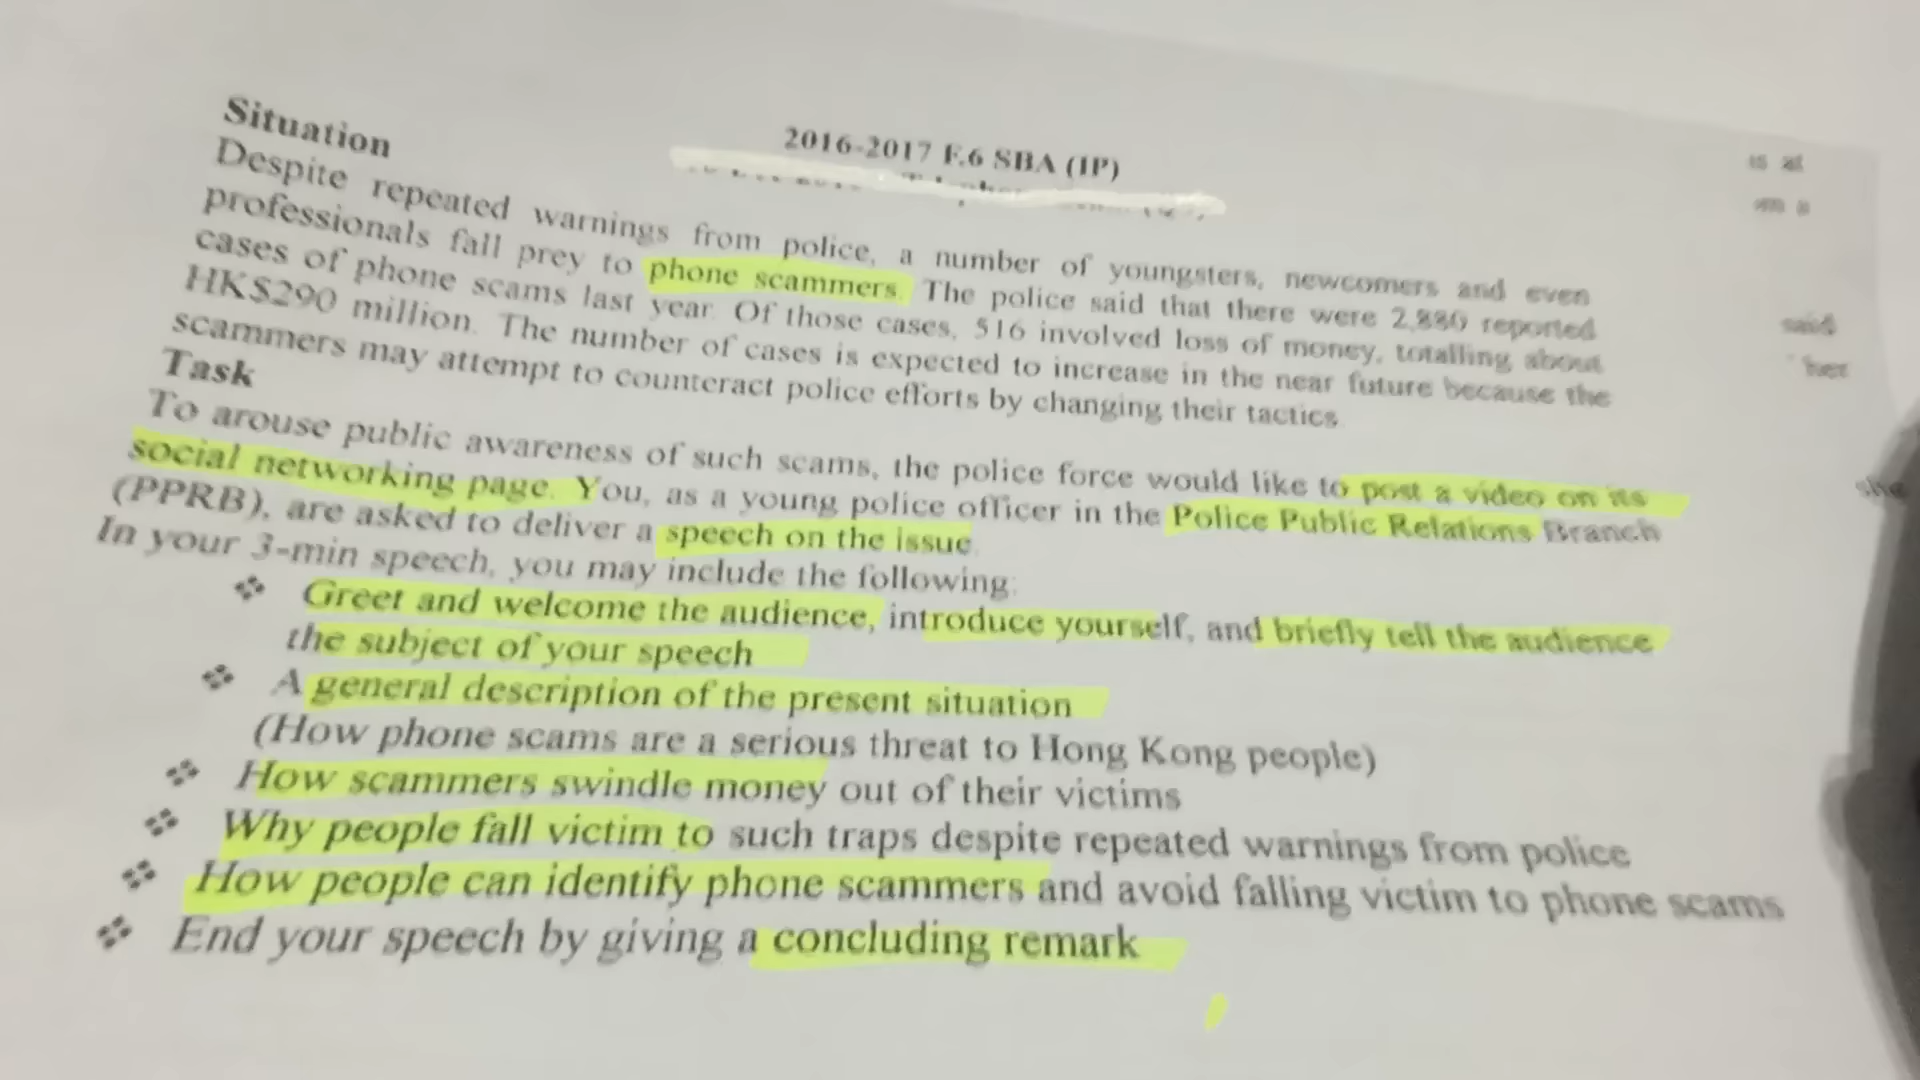 2016-2017 F.6 SBA (IP)
Situation
Despite repeated warnings from police, a number of youngsters, newcomers and even
professionals fall prey to phone scammers. The police said that there were 2,880 reported
cases of phone scams last year. Of those cases, 516 involved loss of money, totalling about
HK$290 million. The number of cases is expected to increase in the near future because the
scammers may attempt to counteract police efforts by changing their tactics.
Task
To arouse public awareness of such scams, the police force would like to post a video on its
social networking page. You, as a young police officer in the Police Public Relations Branch
(PPRB), are asked to deliver a speech on the issue.
In your 3-min speech, you may include the following:
❖ Greet and welcome the audience, introduce yourself, and briefly tell the audience
the subject of your speech
❖ A general description of the present situation
(How phone scams are a serious threat to Hong Kong people)
❖ How scammers swindle money out of their victims
❖ Why people fall victim to such traps despite repeated warnings from police
❖ How people can identify phone scammers and avoid falling victim to phone scams
❖ End your speech by giving a concluding remark
said
her
she